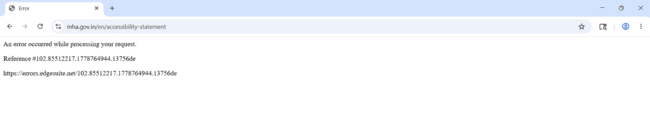 Error
mha.gov.in/en/accessibility-statement
An error occurred while processing your request.
Reference #102.85512217.1778764944.13756de
https://errors.edgesuite.net/102.85512217.1778764944.13756de